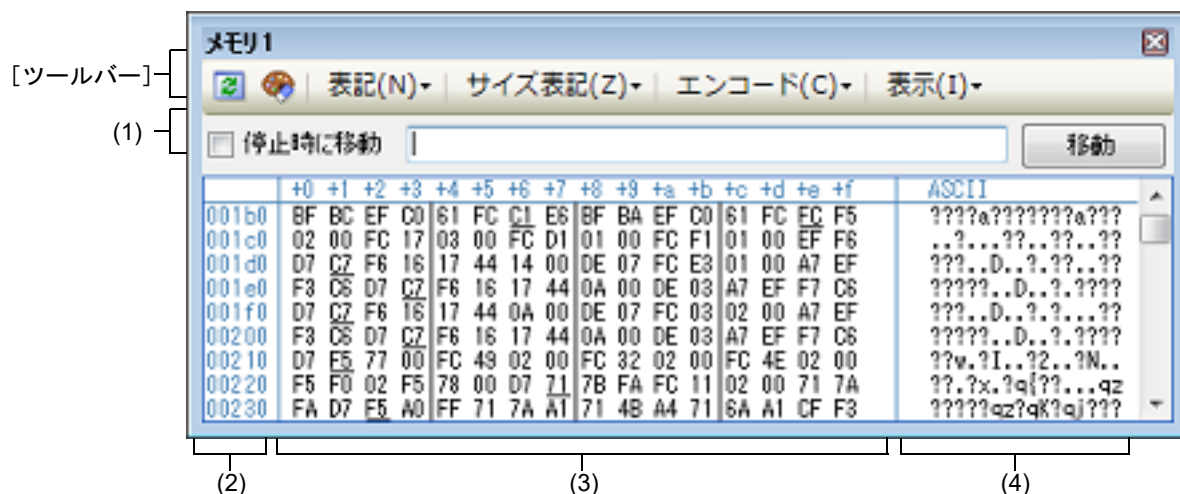 メモリ1
[ツールバー]
表記(N) サイズ表記(Z) エンコード(C) 表示(I)
(1)
停止時に移動 移動
+0 +1 +2 +3 +4 +5 +6 +7 +8 +9 +a +b +c +d +e +f ASCII
001b0 BF BC EF C0 61 FC C1 E6 BF BA EF C0 61 FC FC F5 ????a???????a???
001c0 02 00 FC 17 03 00 FC D1 01 00 FC F1 01 00 EF F6 ..?...??..??..??
001d0 D7 C7 F6 16 17 44 14 00 DE 07 FC E3 01 00 A7 EF ???..D..?.??..??
001e0 F3 C6 D7 C7 F6 16 17 44 0A 00 DE 03 A7 EF F7 C6 ?????..D..?.????
001f0 D7 C7 F6 16 17 44 0A 00 DE 07 FC 03 02 00 A7 EF ???..D..?.?...??
00200 F3 C6 D7 C7 F6 16 17 44 0A 00 DE 03 A7 EF F7 C6 ?????..D..?.????
00210 D7 F5 77 00 FC 49 02 00 FC 32 02 00 FC 4E 02 00 ??w.?I..?2..?N..
00220 F5 F0 02 F5 78 00 D7 71 7B FA FC 11 02 00 71 7A ??.?x.?q{??...qz
00230 FA D7 E5 A0 FF 71 7A A1 71 4B A4 71 6A A1 CF F3 ?????qz?qK?qj???
(2) (3) (4)